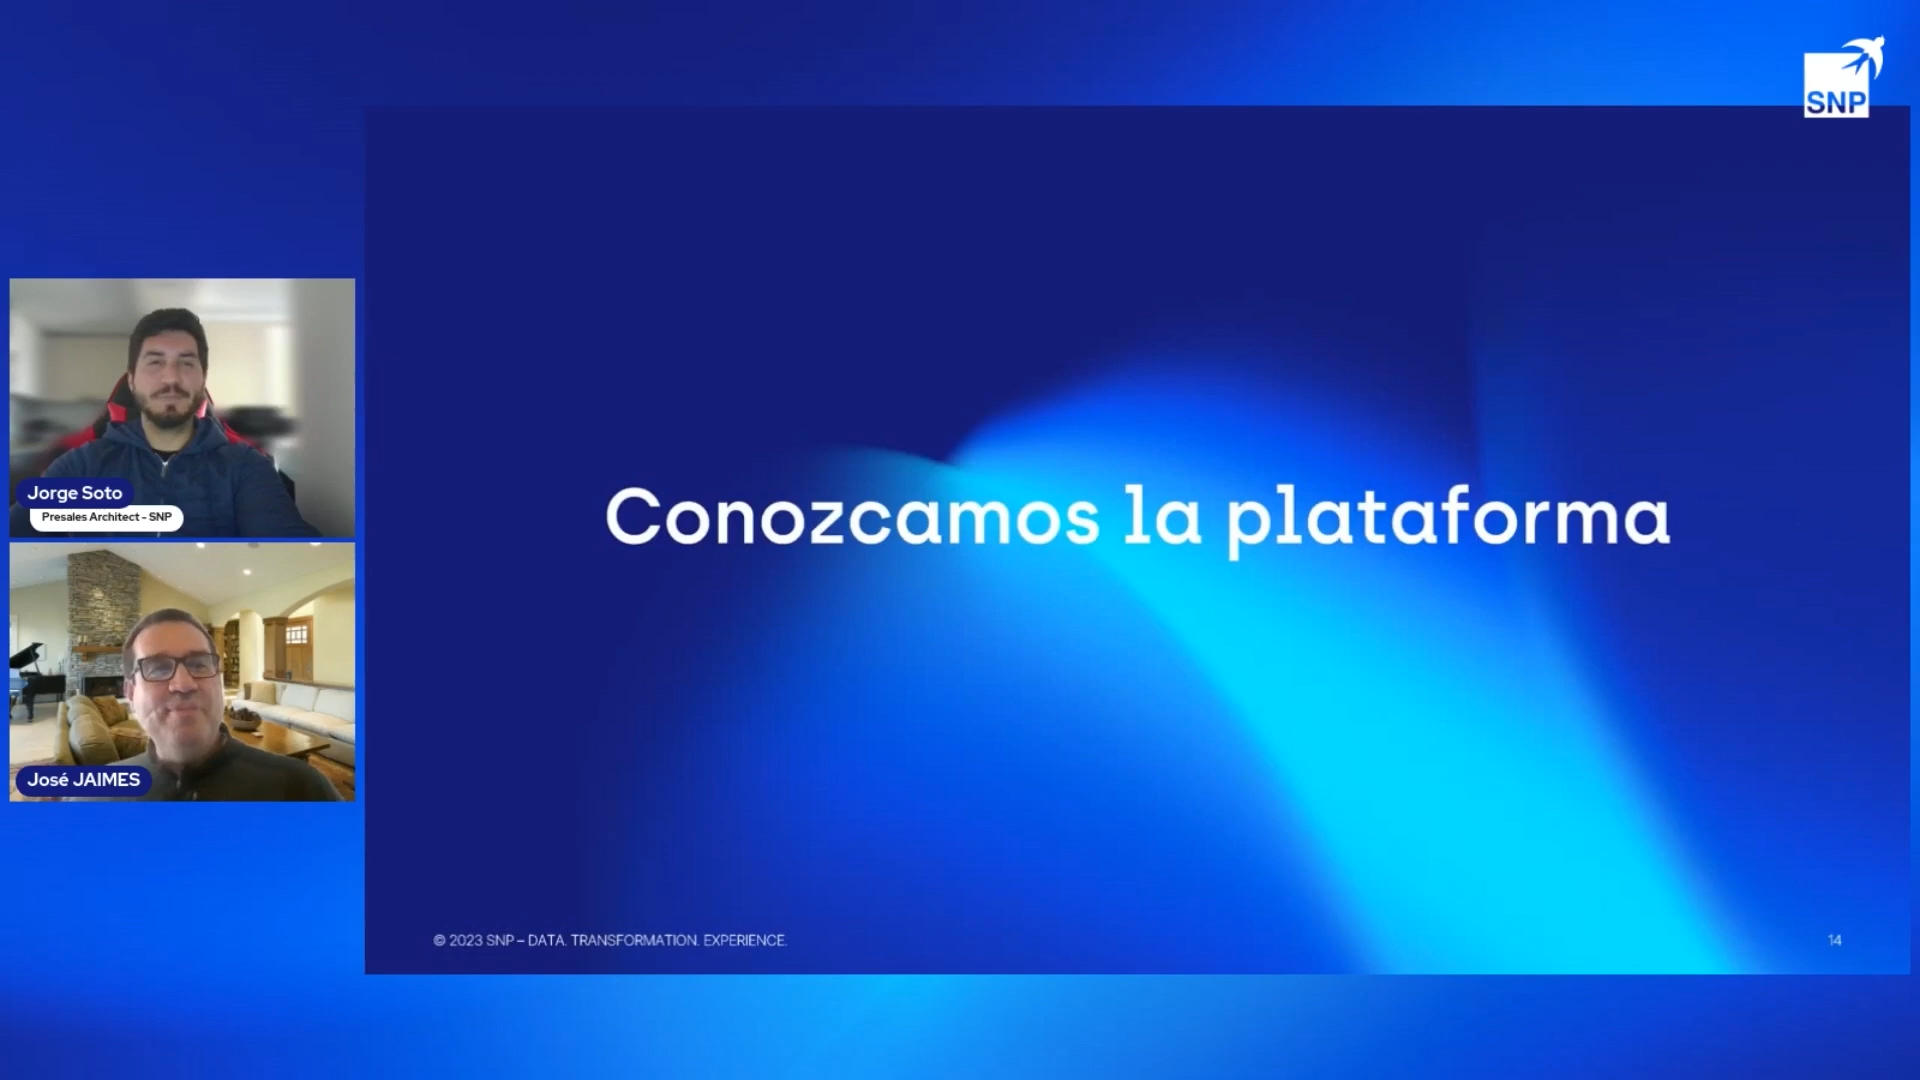 SNP
Conozcamos la plataforma
Jorge Soto
Presales Architect - SNP
José JAIMES
© 2023 SNP – DATA. TRANSFORMATION. EXPERIENCE.
14